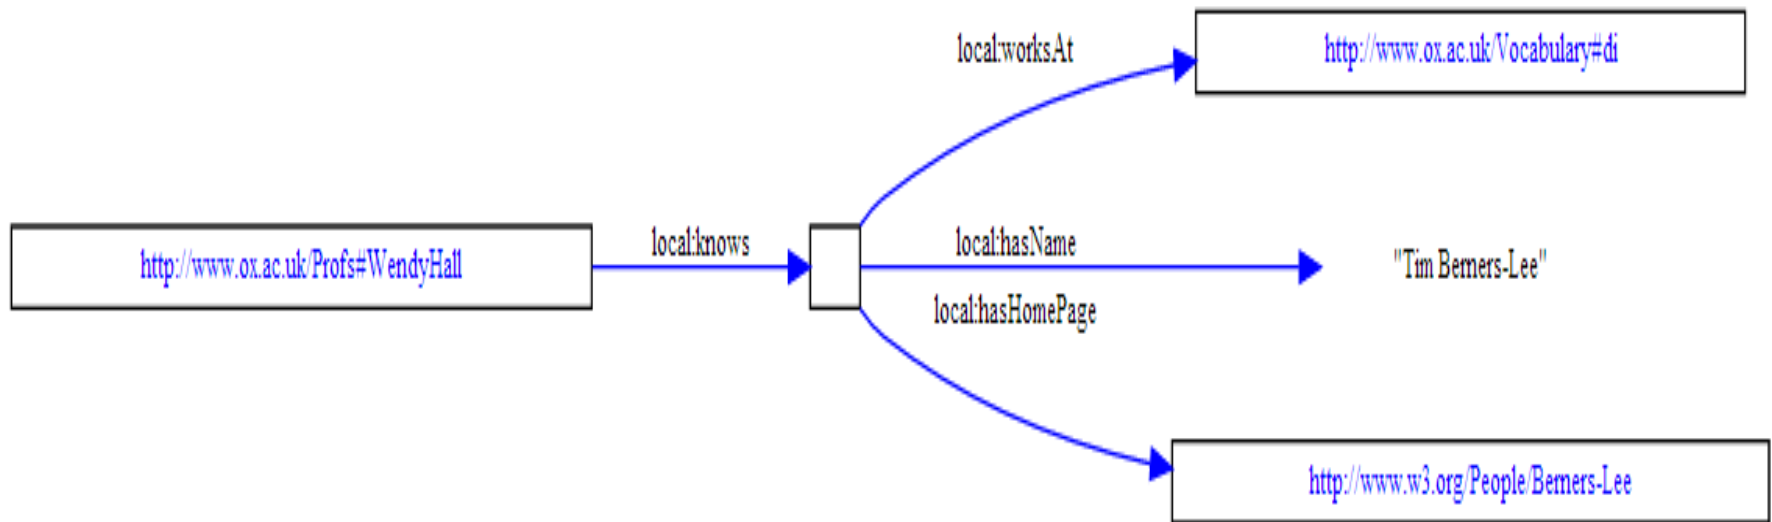 local:worksAt
http://www.ox.ac.uk/Vocabulary#di
http://www.ox.ac.uk/Profs#WendyHall
local:knows
local:hasName
"Tim Berners-Lee"
local:hasHomePage
http://www.w3.org/People/Berners-Lee